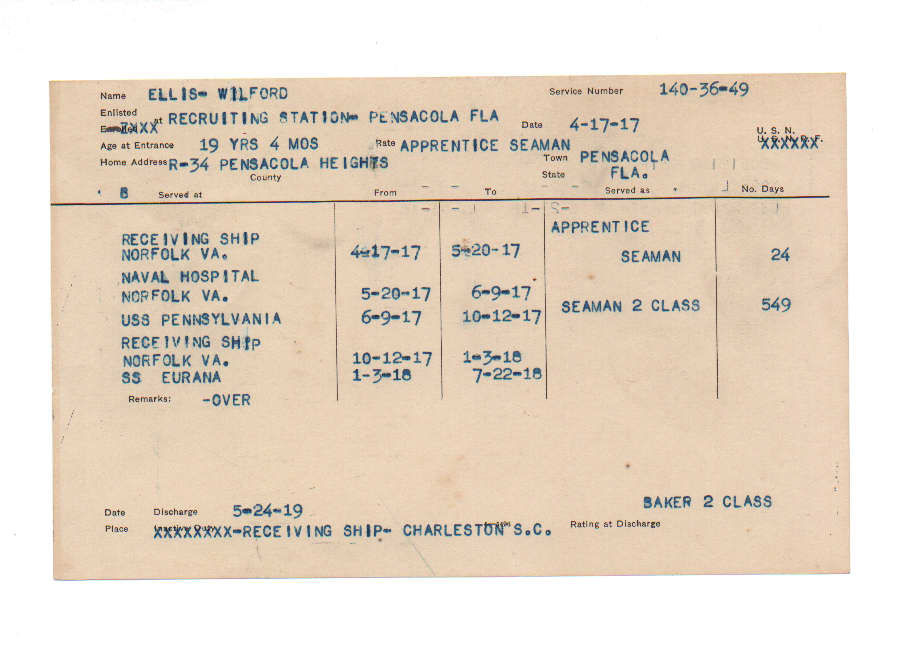 Name ELLIS- WILFORD Service Number 140-36-49
Enlisted at RECRUITING STATION- PENSACOLA FLA Date 4-17-17
Age at Entrance 19 YRS 4 MOS Rate APPRENTICE SEAMAN U. S. N.
Home Address R-34 PENSACOLA HEIGHTS Town PENSACOLA
County State FLA.
B Served at From To Served as No. Days
APPRENTICE
RECEIVING SHIP
NORFOLK VA. 4-17-17 5-20-17 SEAMAN 24
NAVAL HOSPITAL
NORFOLK VA. 5-20-17 6-9-17 SEAMAN 2 CLASS 549
USS PENNSYLVANIA 6-9-17 10-12-17
RECEIVING SHIP
NORFOLK VA. 10-12-17 1-3-18
SS EURANA 1-3-18 7-22-18
Remarks: -OVER
BAKER 2 CLASS
Date Discharge 5-24-19
Place XXXXXXXX-RECEIVING SHIP- CHARLESTON S.C. Rating at Discharge